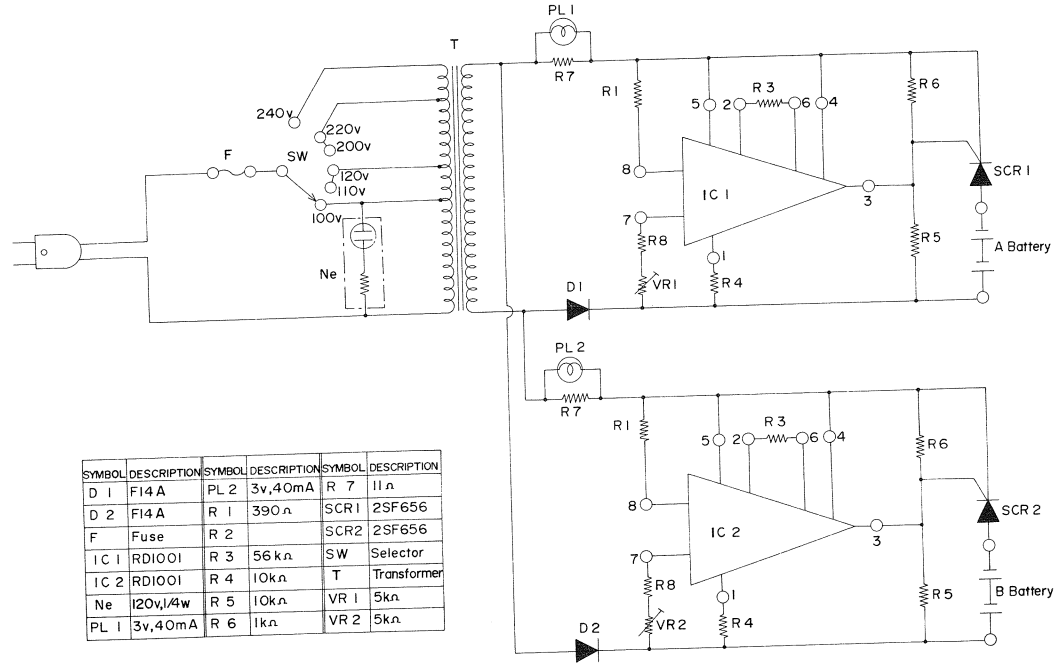 PL 1
T
R7
240v
220v
200v
F
SW
120v
110v
100v
Ne
R1
5
2
R3
6
4
R6
8
IC 1
3
SCR 1
7
R8
1
R5
A Battery
VR1
R4
D1
PL 2
R7
R1
5
2
R3
6
4
R6
8
IC 2
3
SCR 2
7
R8
1
R5
B Battery
VR2
R4
D2
SYMBOL DESCRIPTION SYMBOL DESCRIPTION SYMBOL DESCRIPTION
D 1 F14A PL 2 3v,40mA R 7 11Ω
D 2 F14A R 1 390Ω SCR1 2SF656
F Fuse R 2 SCR2 2SF656
IC 1 RD1001 R 3 56kΩ SW Selector
IC 2 RD1001 R 4 10kΩ T Transformer
Ne 120v,1/4w R 5 10kΩ VR 1 5kΩ
PL 1 3v,40mA R 6 1kΩ VR 2 5kΩ